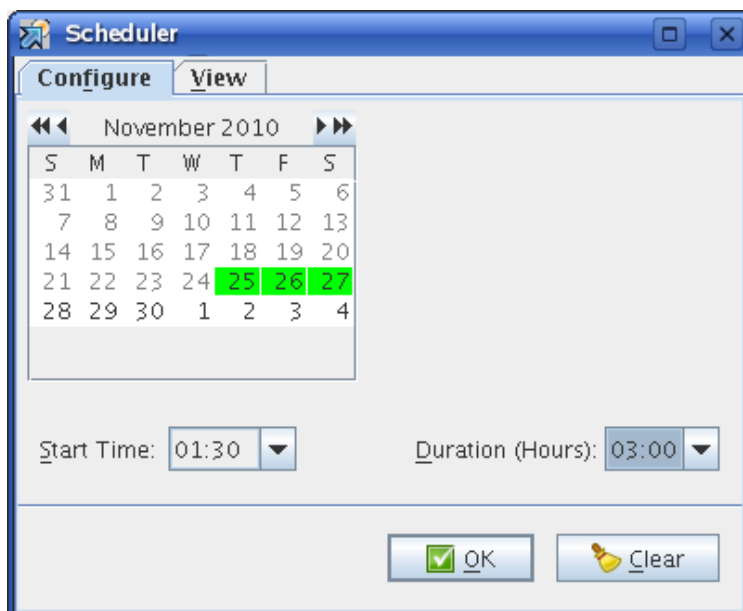 Scheduler
Configure View
November 2010
S M T W T F S
31 1 2 3 4 5 6
7 8 9 10 11 12 13
14 15 16 17 18 19 20
21 22 23 24 25 26 27
28 29 30 1 2 3 4
Start Time: 01:30 Duration (Hours): 03:00
OK Clear